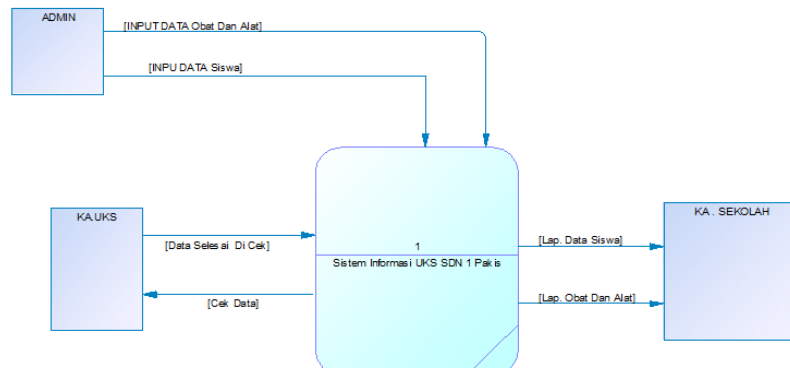 ADMIN
[INPUT DATA Obat Dan Alat]
[INPU DATA Siswa]
KA.UKS
[Data Selesai Di Cek]
[Cek Data]
1
Sistem Informasi UKS SDN 1 Pakis
[Lap. Data Siswa]
[Lap. Obat Dan Alat]
KA . SEKOLAH